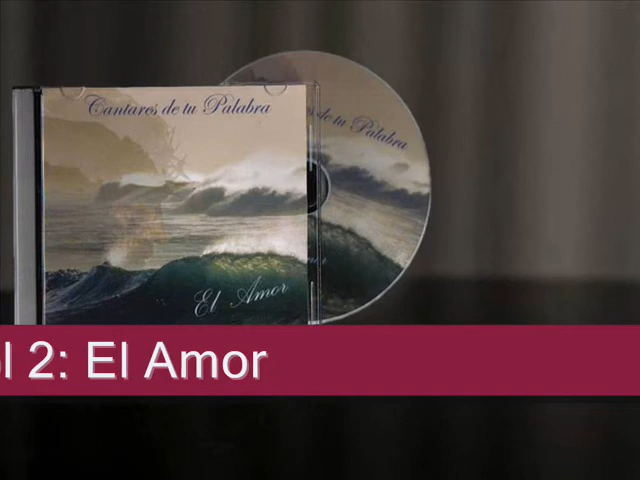 Cantares de tu Palabra
de tu Palabra
El Amor
2: El Amor